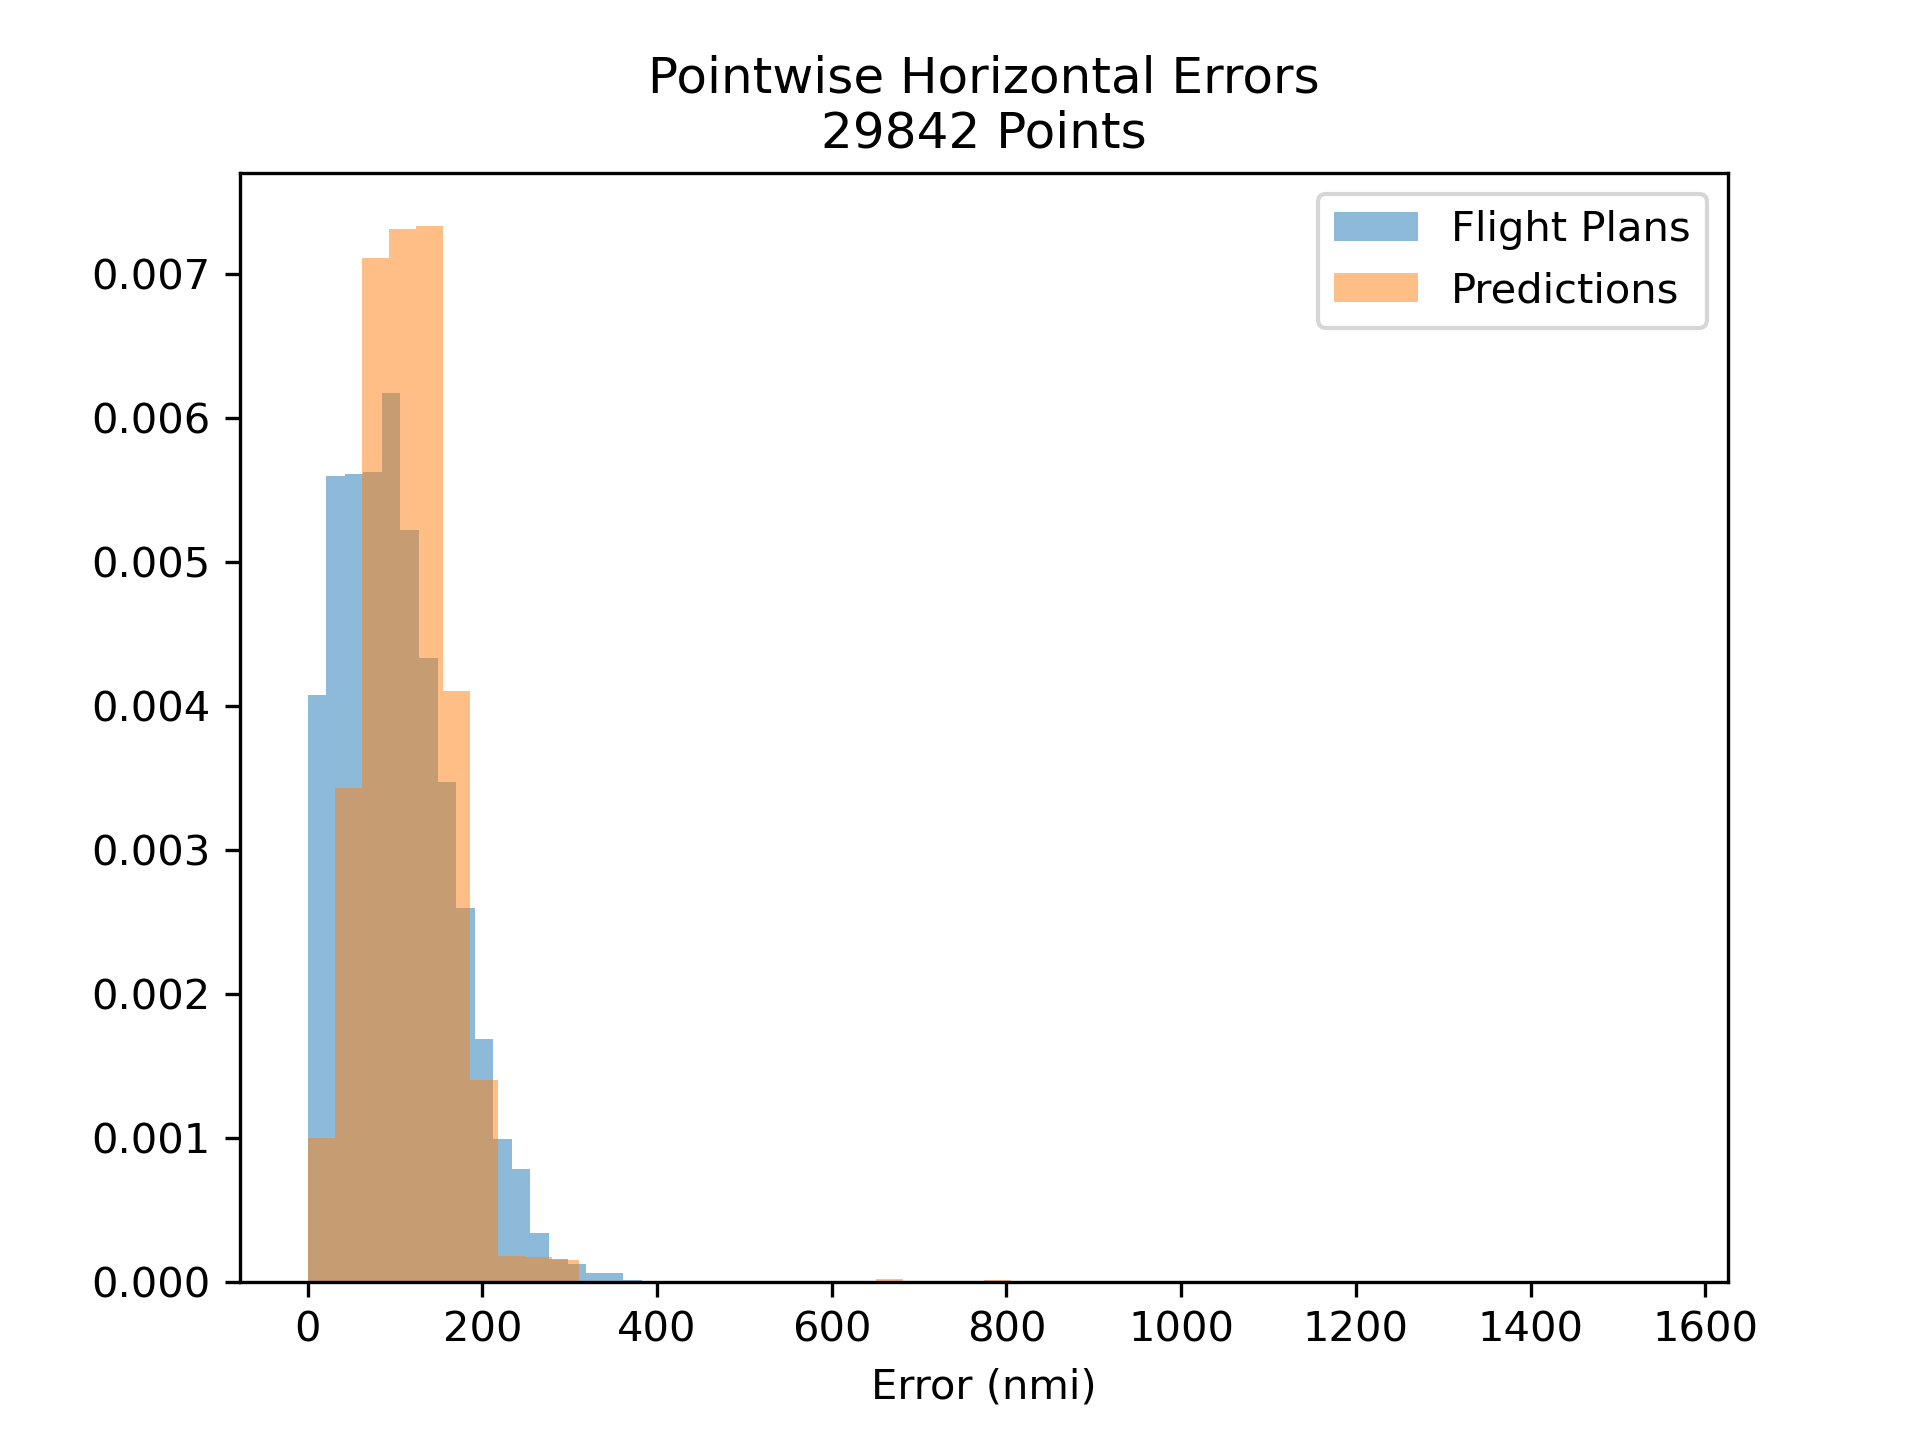 Pointwise Horizontal Errors
29842 Points
Flight Plans
Predictions
0.007
0.006
0.005
0.004
0.003
0.002
0.001
0.000
0 200 400 600 800 1000 1200 1400 1600
Error (nmi)